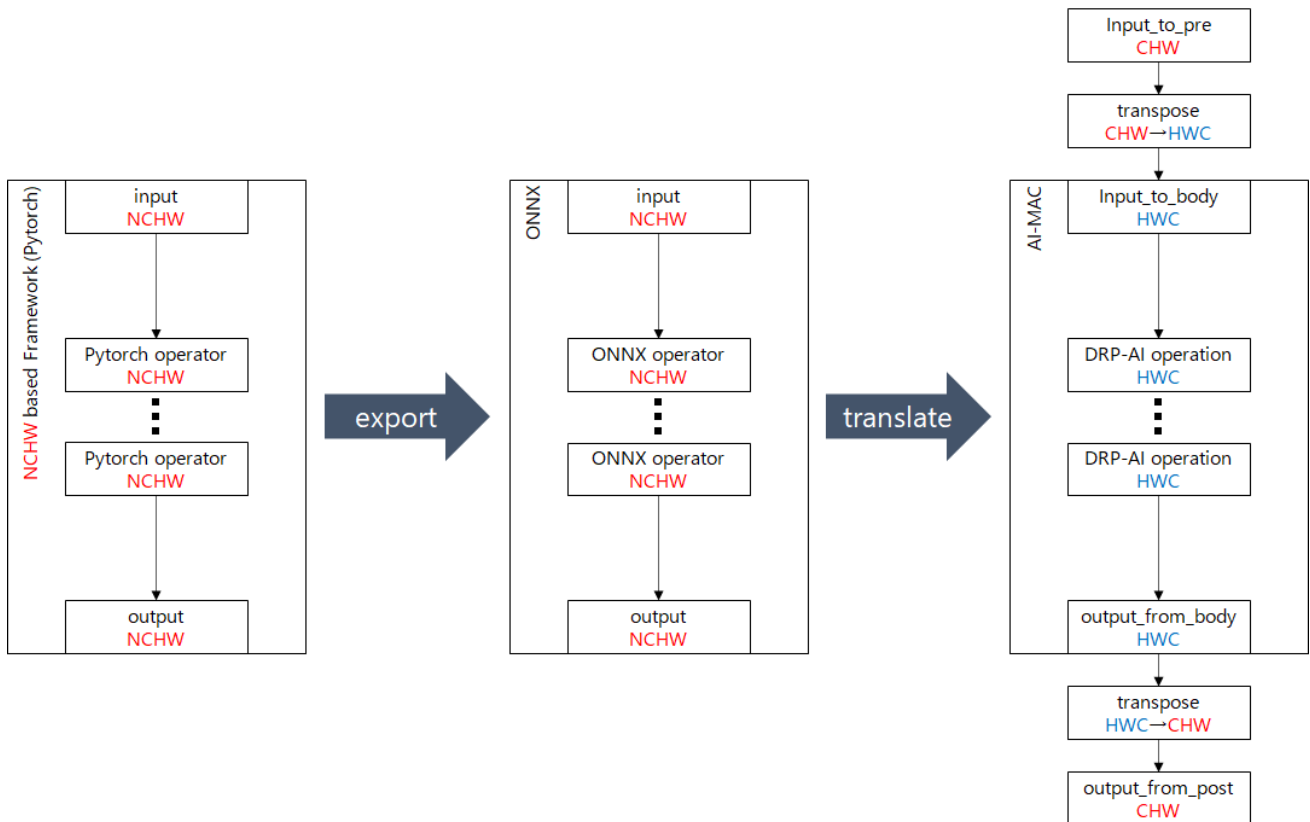 NCHW based Framework (Pytorch)
input
NCHW
Pytorch operator
NCHW
Pytorch operator
NCHW
output
NCHW
export
ONNX
input
NCHW
ONNX operator
NCHW
ONNX operator
NCHW
output
NCHW
translate
Input_to_pre
CHW
transpose
CHW→HWC
AI-MAC
Input_to_body
HWC
DRP-AI operation
HWC
DRP-AI operation
HWC
output_from_body
HWC
transpose
HWC→CHW
output_from_post
CHW